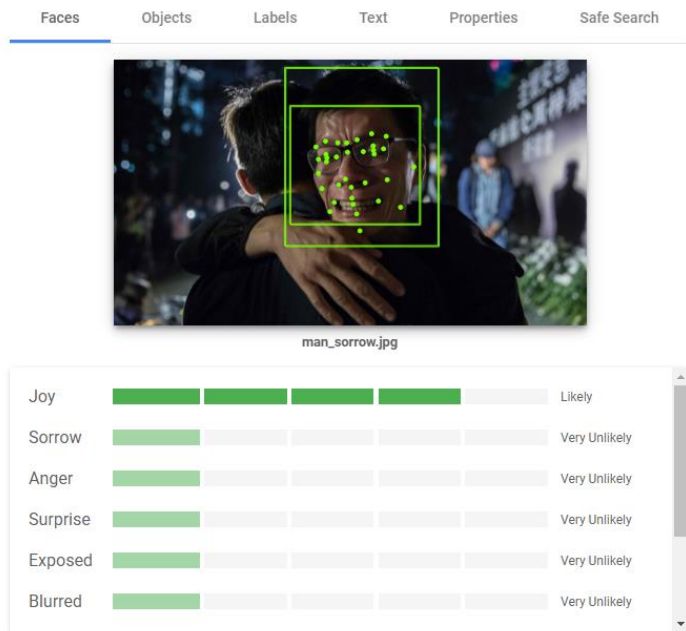 Faces Objects Labels Text Properties Safe Search
man_sorrow.jpg
Joy Likely
Sorrow Very Unlikely
Anger Very Unlikely
Surprise Very Unlikely
Exposed Very Unlikely
Blurred Very Unlikely